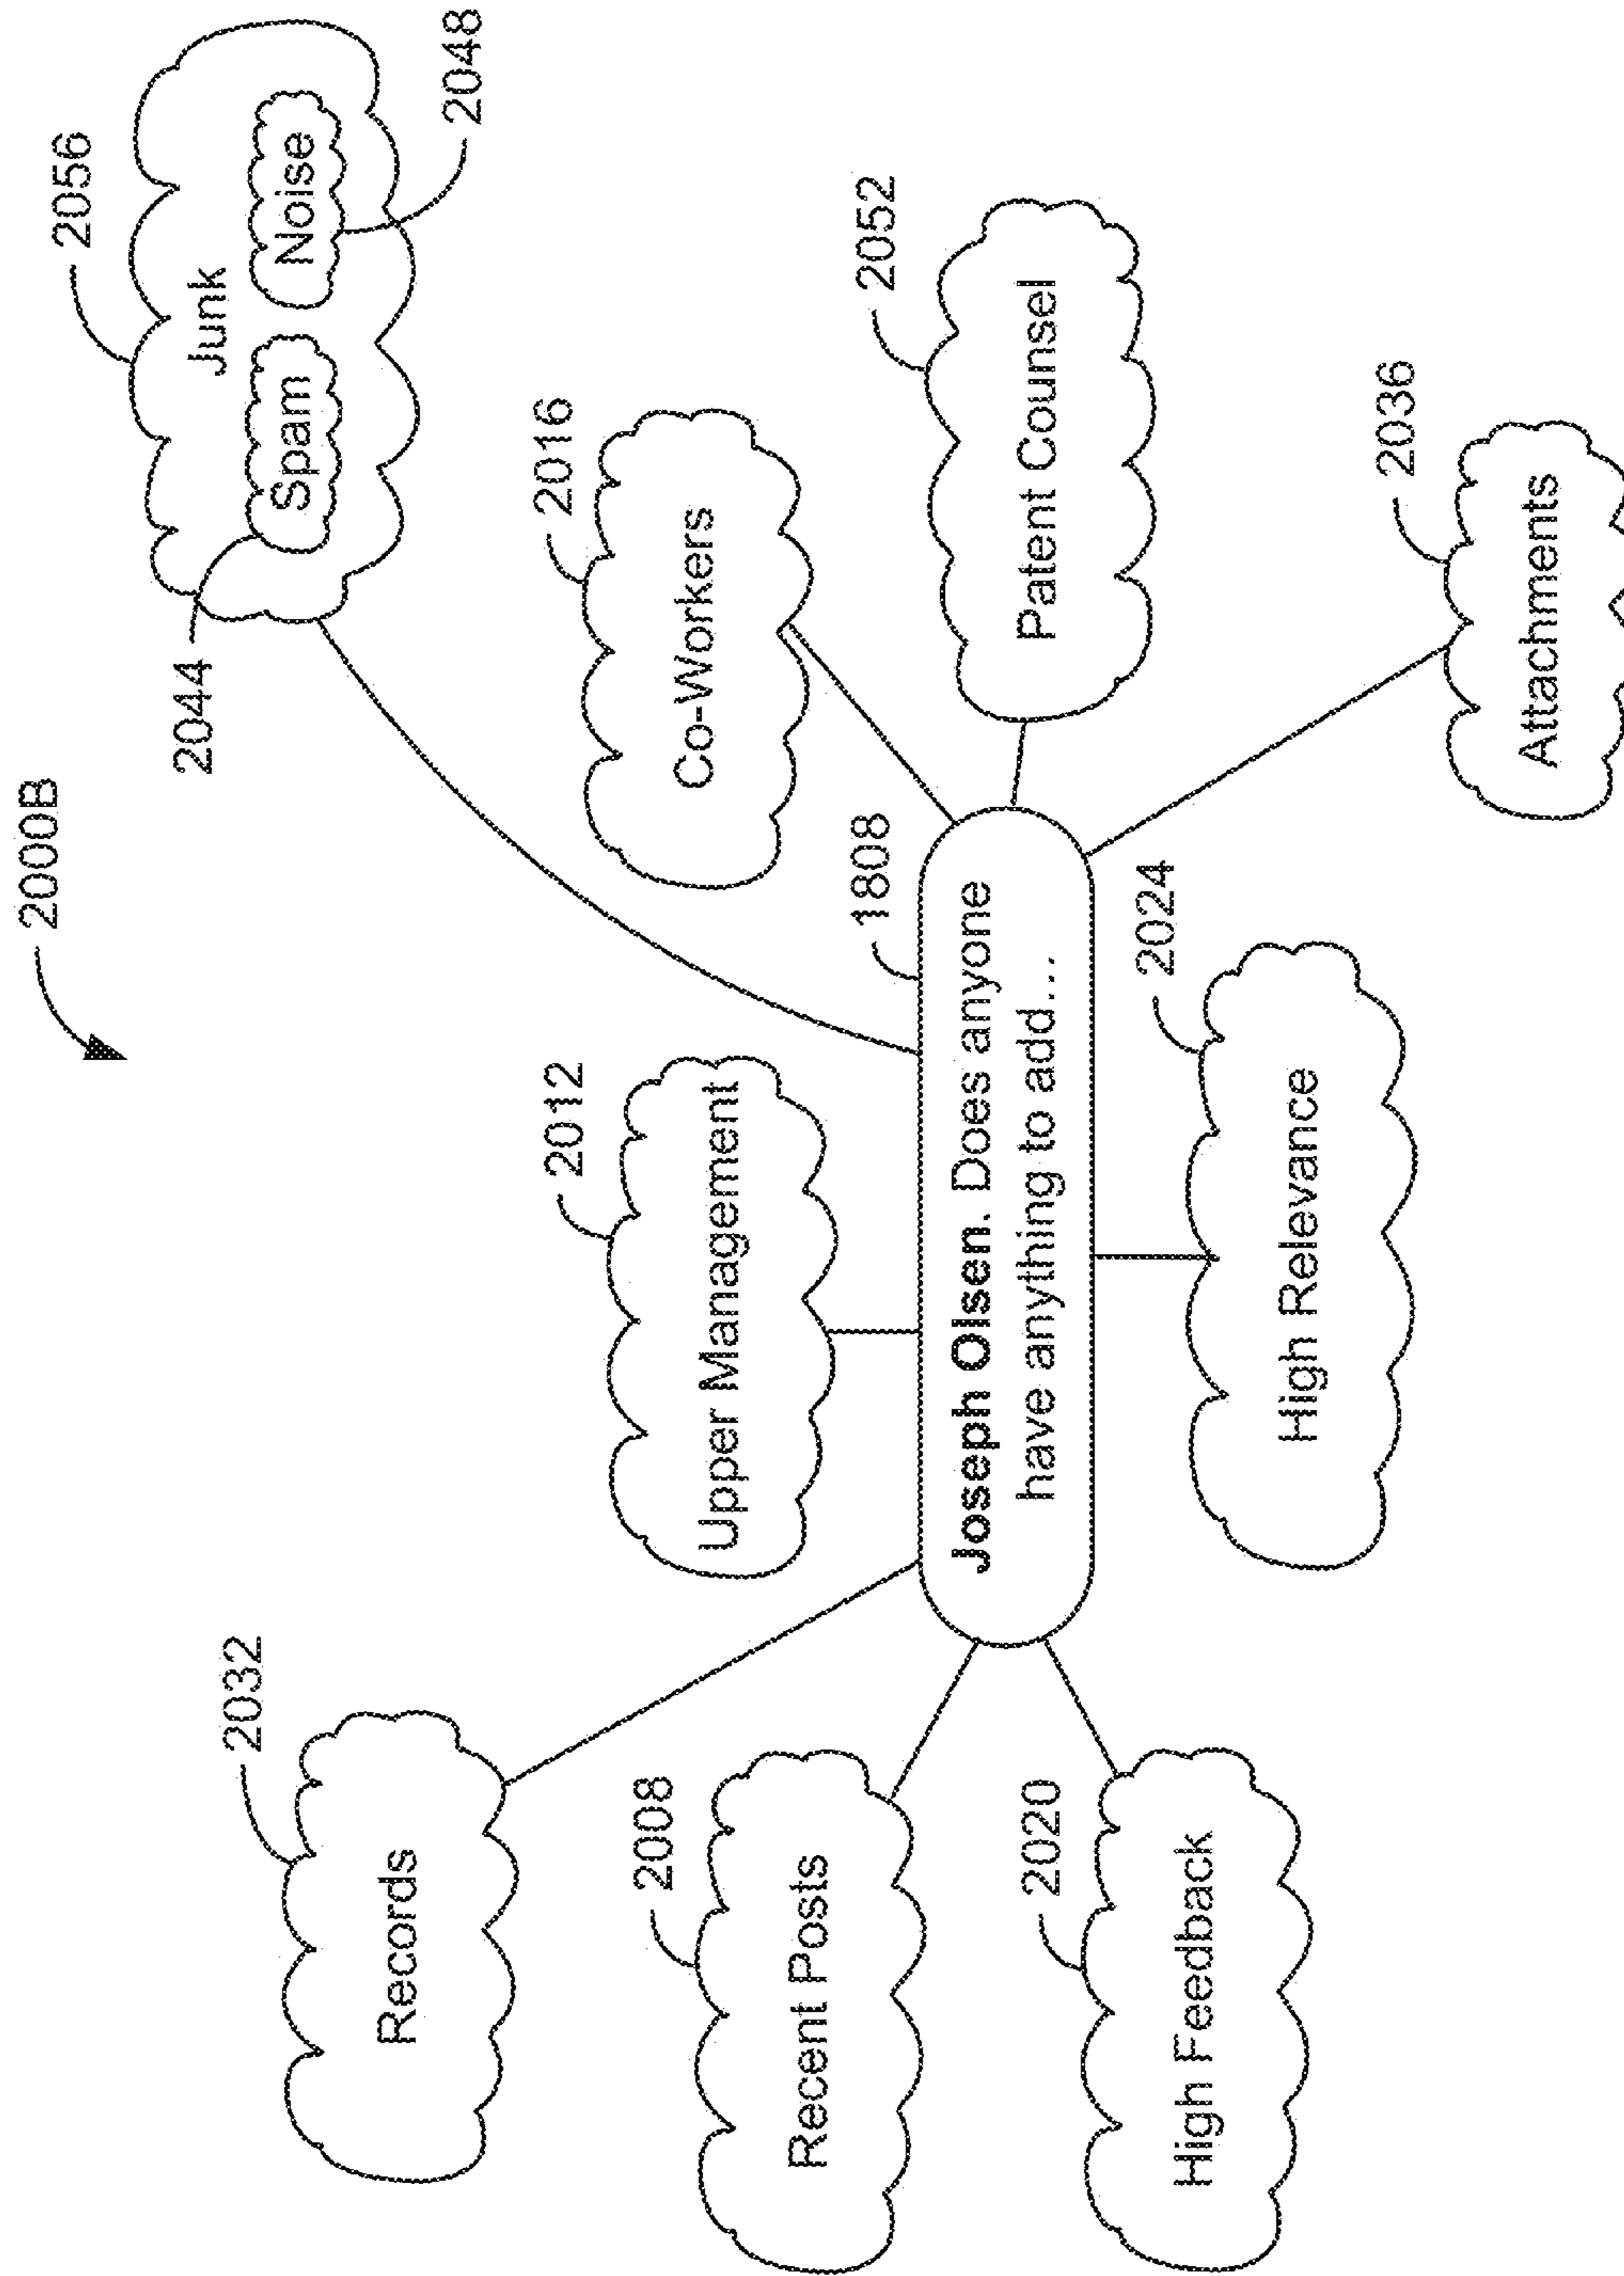 2000B
2056
Junk
2044
Spam
Noise
2048
2032
Records
2012
Upper Management
2016
Co-Workers
2008
Recent Posts
1808
Joseph Olsen. Does anyone
have anything to add...
2052
Patent Counsel
2020
High Feedback
2024
High Relevance
2036
Attachments